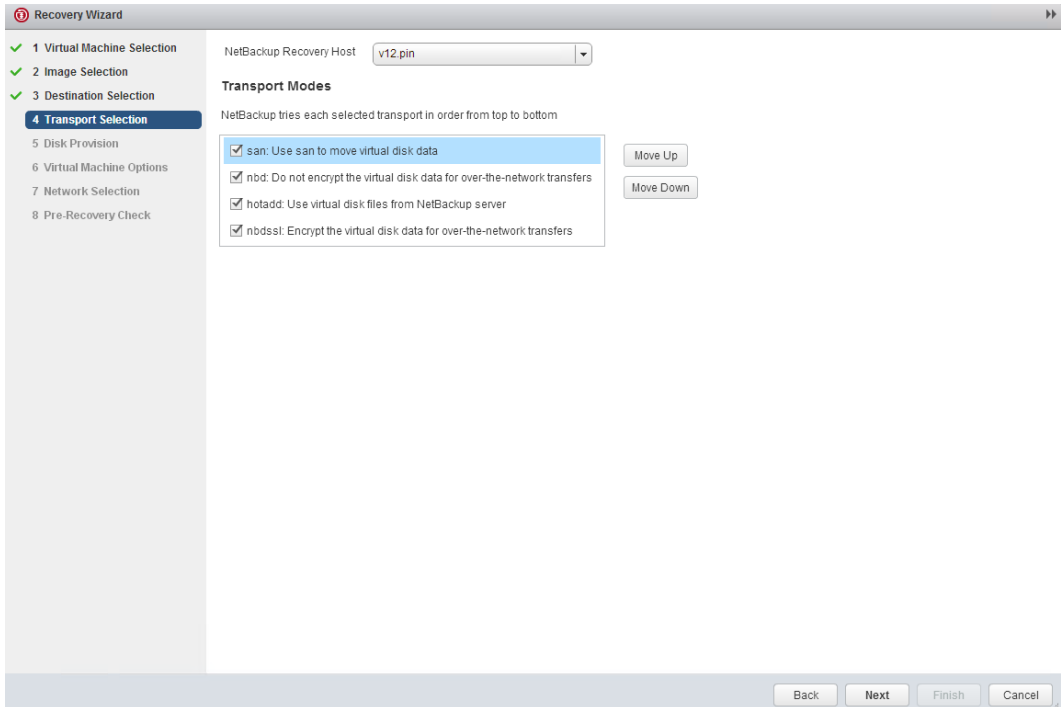 Recovery Wizard
1 Virtual Machine Selection
2 Image Selection
3 Destination Selection
4 Transport Selection
5 Disk Provision
6 Virtual Machine Options
7 Network Selection
8 Pre-Recovery Check
NetBackup Recovery Host v12.pin
Transport Modes
NetBackup tries each selected transport in order from top to bottom
san: Use san to move virtual disk data
nbd: Do not encrypt the virtual disk data for over-the-network transfers
hotadd: Use virtual disk files from NetBackup server
nbdssl: Encrypt the virtual disk data for over-the-network transfers
Move Up
Move Down
Back Next Finish Cancel